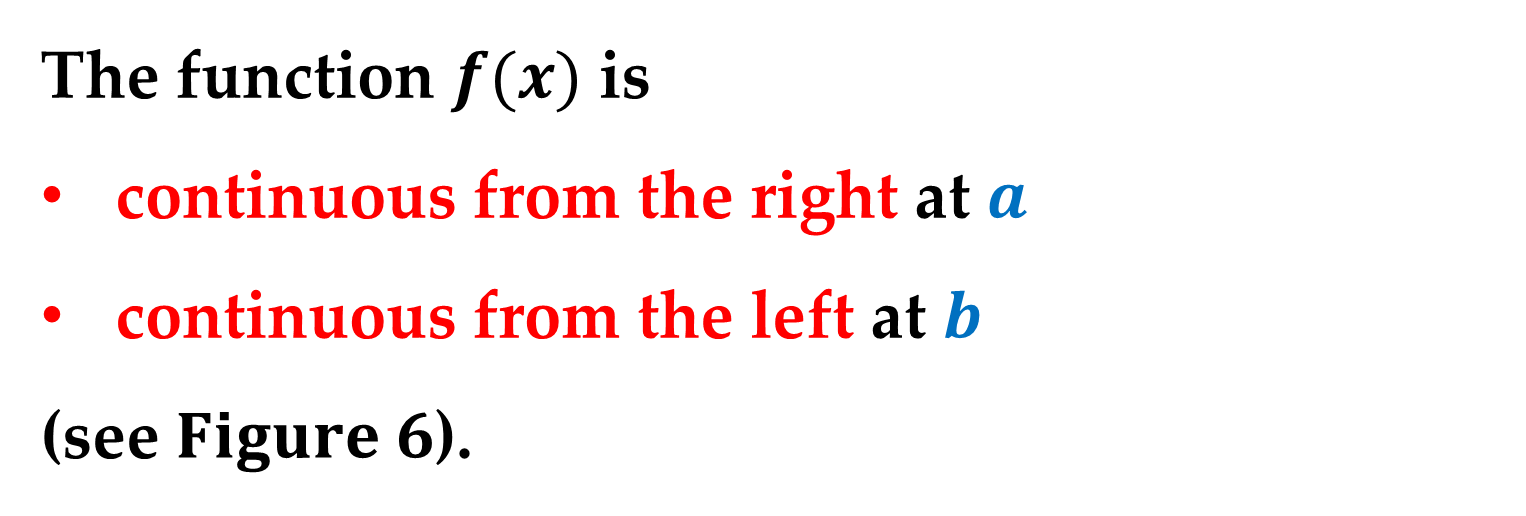 The function f(x) is
• continuous from the right at a
• continuous from the left at b
(see Figure 6).